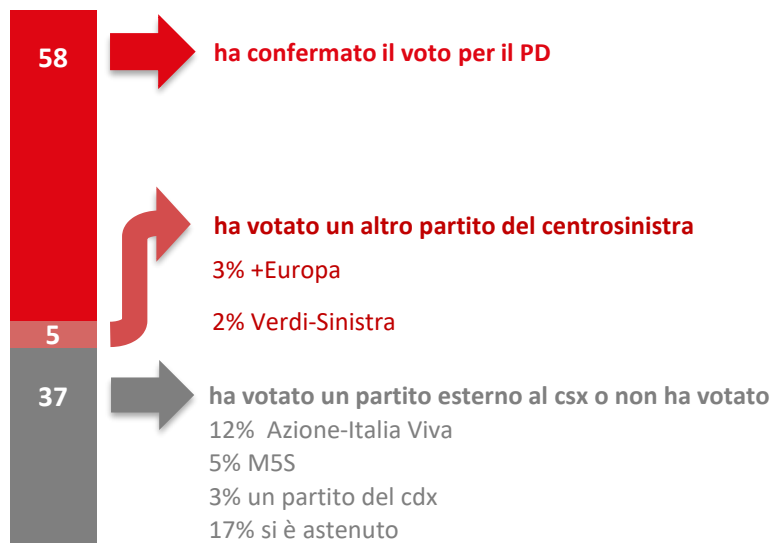 58
ha confermato il voto per il PD
ha votato un altro partito del centrosinistra
3% +Europa
2% Verdi-Sinistra
5
37
ha votato un partito esterno al csx o non ha votato
12% Azione-Italia Viva
5% M5S
3% un partito del cdx
17% si è astenuto